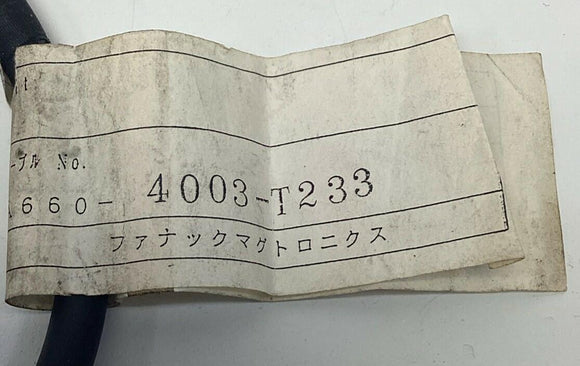 ーブル No.
A660-4003-T233
ファナックマグトロニクス